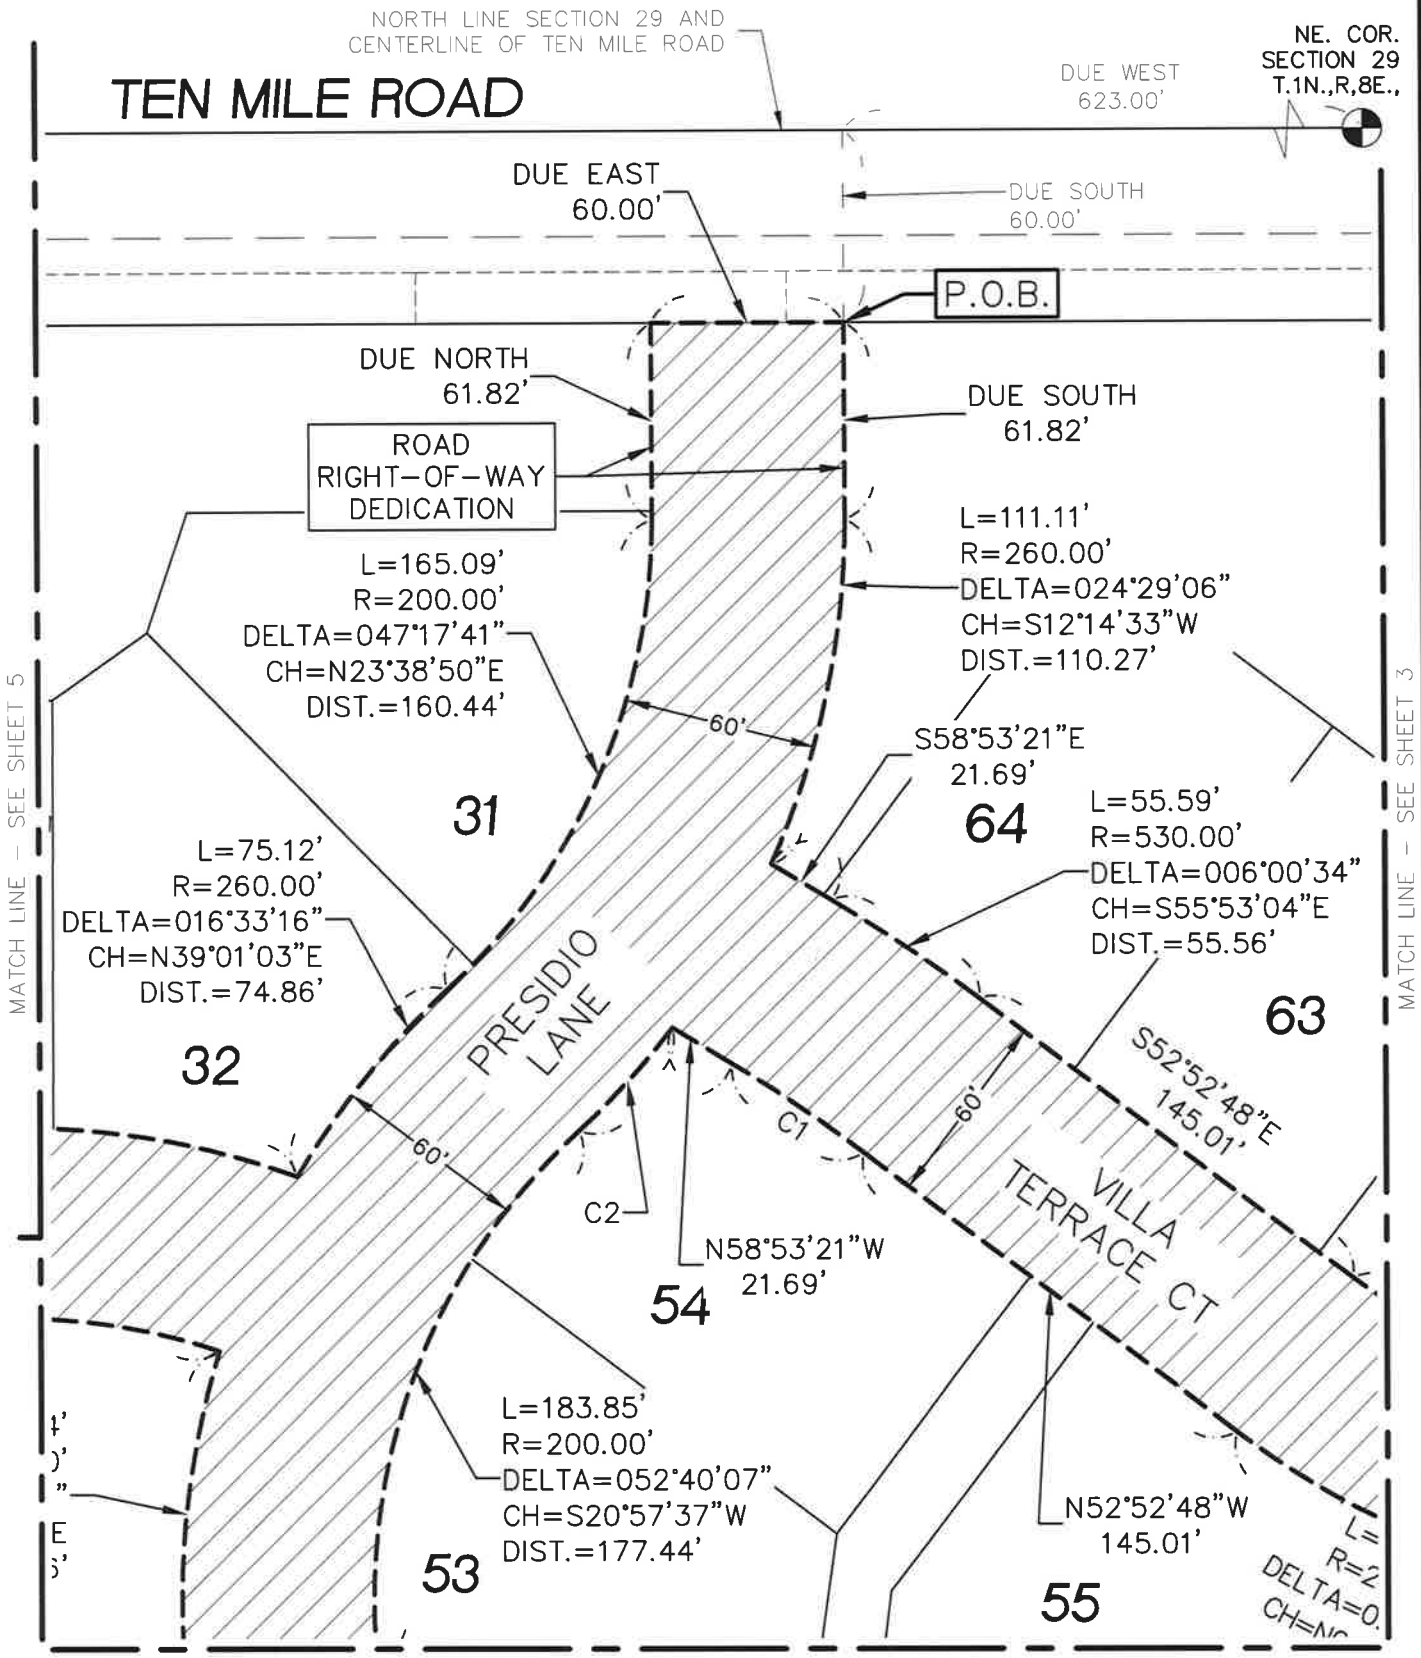 NORTH LINE SECTION 29 AND
CENTERLINE OF TEN MILE ROAD
NE. COR.
SECTION 29
T.1N.,R,8E.,
DUE WEST
623.00'
TEN MILE ROAD
DUE EAST
60.00'
DUE SOUTH
60.00'
P.O.B.
DUE NORTH
61.82'
DUE SOUTH
61.82'
ROAD
RIGHT-OF-WAY
DEDICATION
L=165.09'
R=200.00'
DELTA=047°17'41"
CH=N23°38'50"E
DIST.=160.44'
L=111.11'
R=260.00'
DELTA=024°29'06"
CH=S12°14'33"W
DIST.=110.27'
60'
S58°53'21"E
21.69'
31
64
L=55.59'
R=530.00'
DELTA=006°00'34"
CH=S55°53'04"E
DIST.=55.56'
L=75.12'
R=260.00'
DELTA=016°33'16"
CH=N39°01'03"E
DIST.=74.86'
MATCH LINE - SEE SHEET 5
MATCH LINE - SEE SHEET 3
PRESIDIO
LANE
63
32
S52°52'48"E
145.01'
60'
C1
60'
C2
VILLA
TERRACE CT
N58°53'21"W
21.69'
54
L=183.85'
R=200.00'
DELTA=052°40'07"
CH=S20°57'37"W
DIST.=177.44'
4'
0'
"
E
N52°52'48"W
145.01'
53
55
L=
R=2
DELTA=0